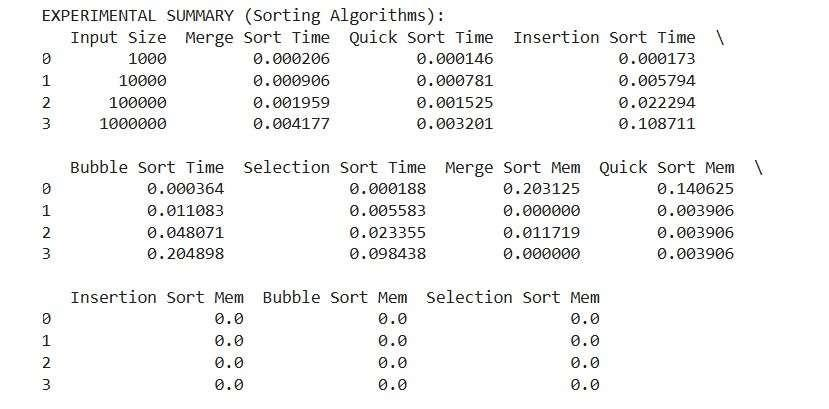 EXPERIMENTAL SUMMARY (Sorting Algorithms):
Input Size Merge Sort Time Quick Sort Time Insertion Sort Time \
0 1000 0.000206 0.000146 0.000173
1 10000 0.000906 0.000781 0.005794
2 100000 0.001959 0.001525 0.022294
3 1000000 0.004177 0.003201 0.108711
Bubble Sort Time Selection Sort Time Merge Sort Mem Quick Sort Mem \
0 0.000364 0.000188 0.203125 0.140625
1 0.011083 0.005583 0.000000 0.003906
2 0.048071 0.023355 0.011719 0.003906
3 0.204898 0.098438 0.000000 0.003906
Insertion Sort Mem Bubble Sort Mem Selection Sort Mem
0 0.0 0.0 0.0
1 0.0 0.0 0.0
2 0.0 0.0 0.0
3 0.0 0.0 0.0